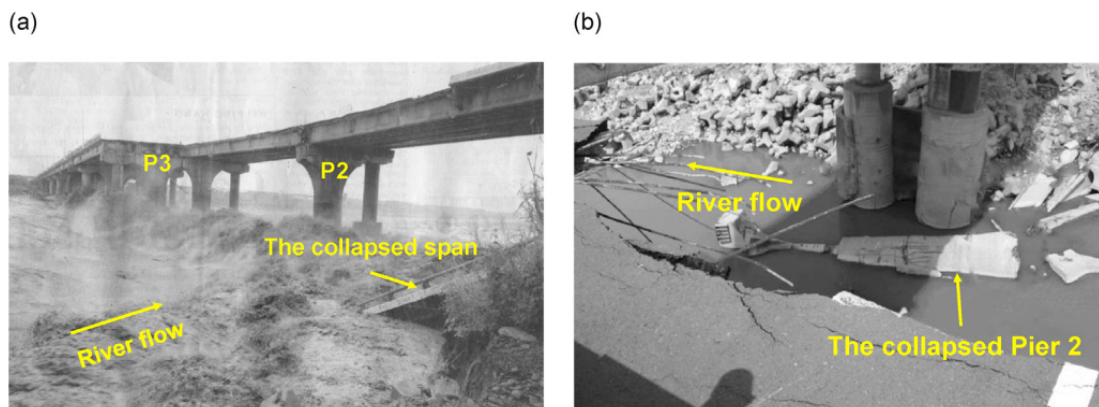 (a)
(b)
P3
P2
The collapsed span
River flow
River flow
The collapsed Pier 2